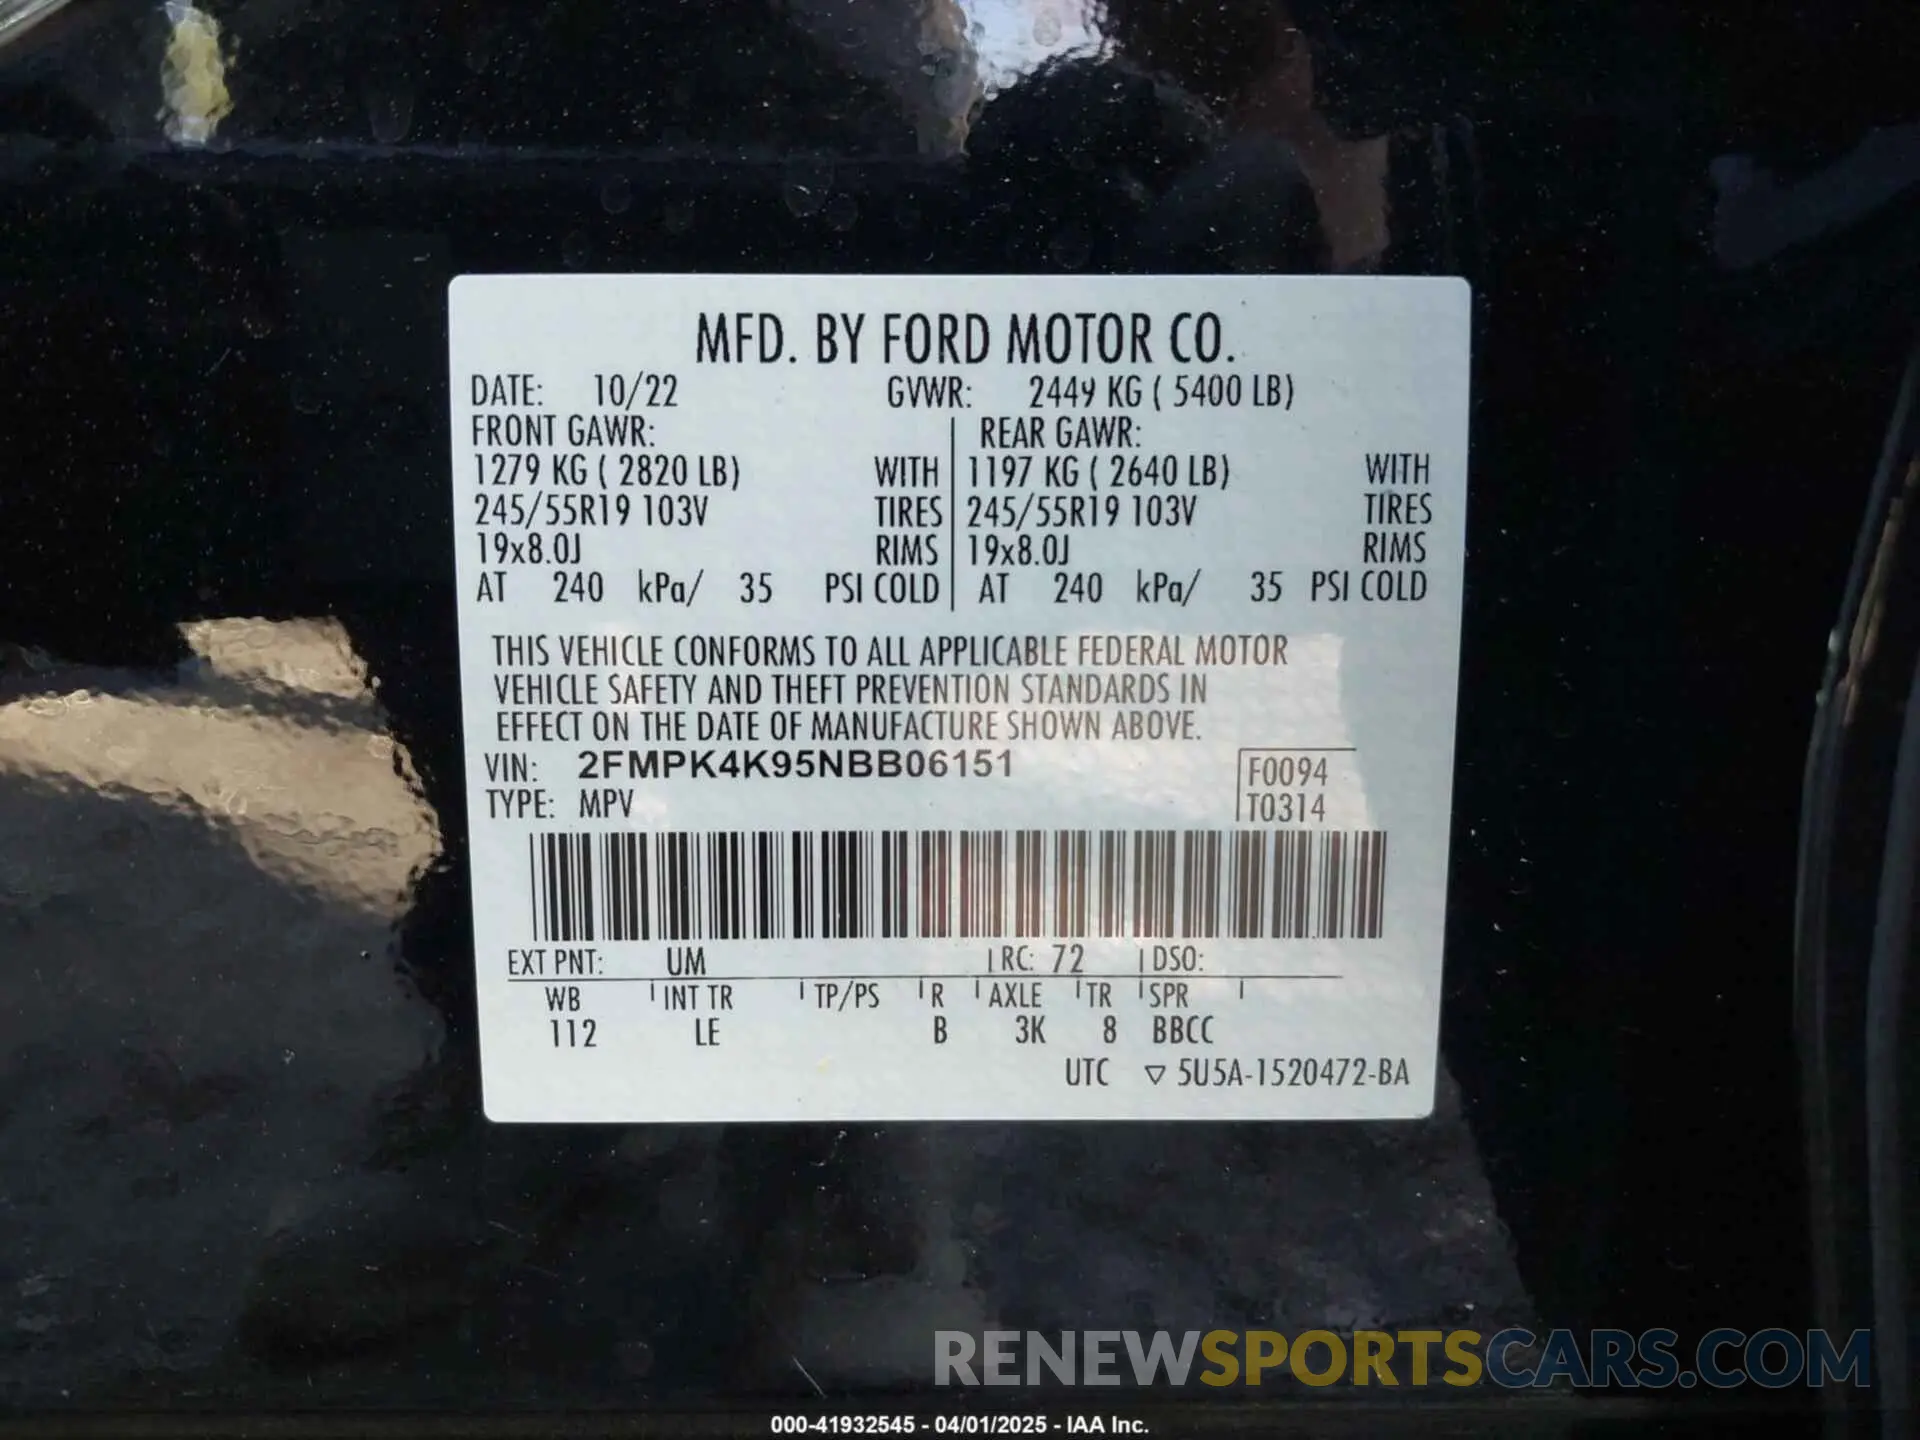 MFD. BY FORD MOTOR CO.
DATE: 10/22 GVWR: 2449 KG ( 5400 LB)
FRONT GAWR: REAR GAWR:
1279 KG ( 2820 LB) WITH 1197 KG ( 2640 LB) WITH
245/55R19 103V TIRES 245/55R19 103V TIRES
19x8.0J RIMS 19x8.0J RIMS
AT 240 kPa/ 35 PSI COLD AT 240 kPa/ 35 PSI COLD
THIS VEHICLE CONFORMS TO ALL APPLICABLE FEDERAL MOTOR
VEHICLE SAFETY AND THEFT PREVENTION STANDARDS IN
EFFECT ON THE DATE OF MANUFACTURE SHOWN ABOVE.
VIN: 2FMPK4K95NBB06151 F0094
TYPE: MPV T0314
EXT PNT: UM RC: 72 DSO:
WB INT TR TP/PS R AXLE TR SPR
112 LE B 3K 8 BBCC
UTC ▽ 5U5A-1520472-BA
RENEWSPORTSCARS.COM
000-41932545 - 04/01/2025 - IAA Inc.